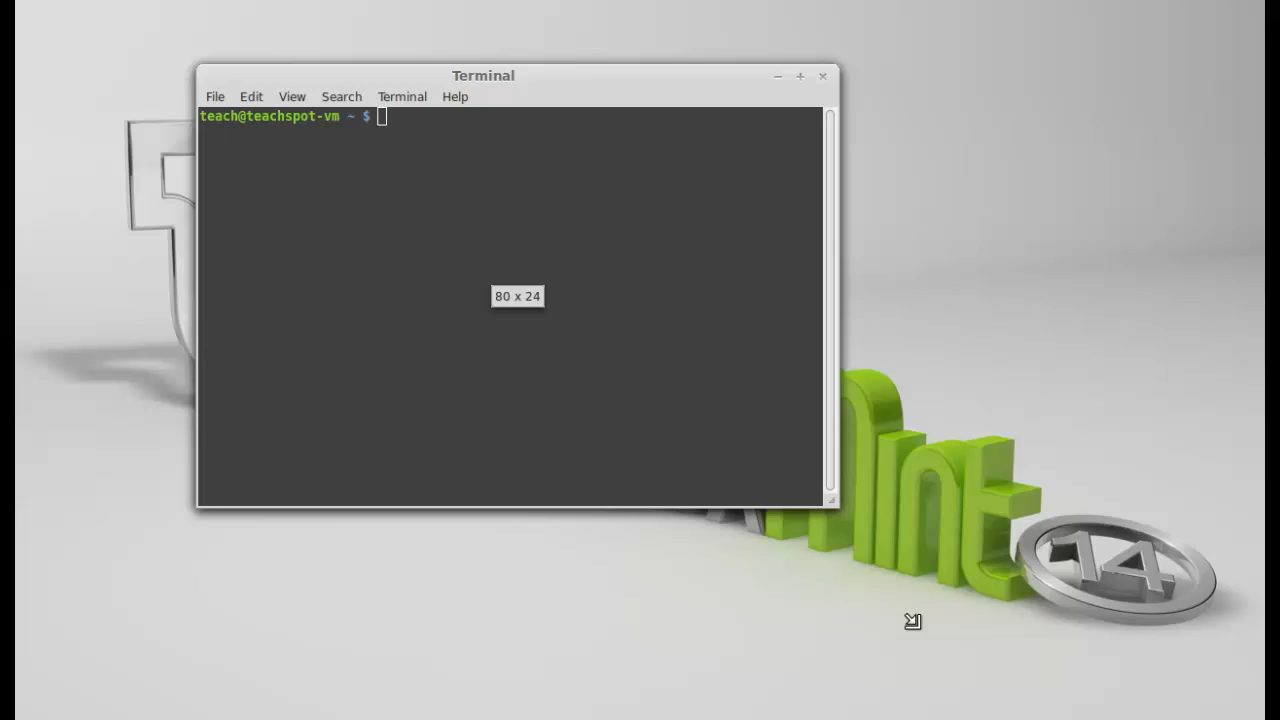 Terminal
File Edit View Search Terminal Help
teach@teachspot-vm ~ $
80 x 24
14